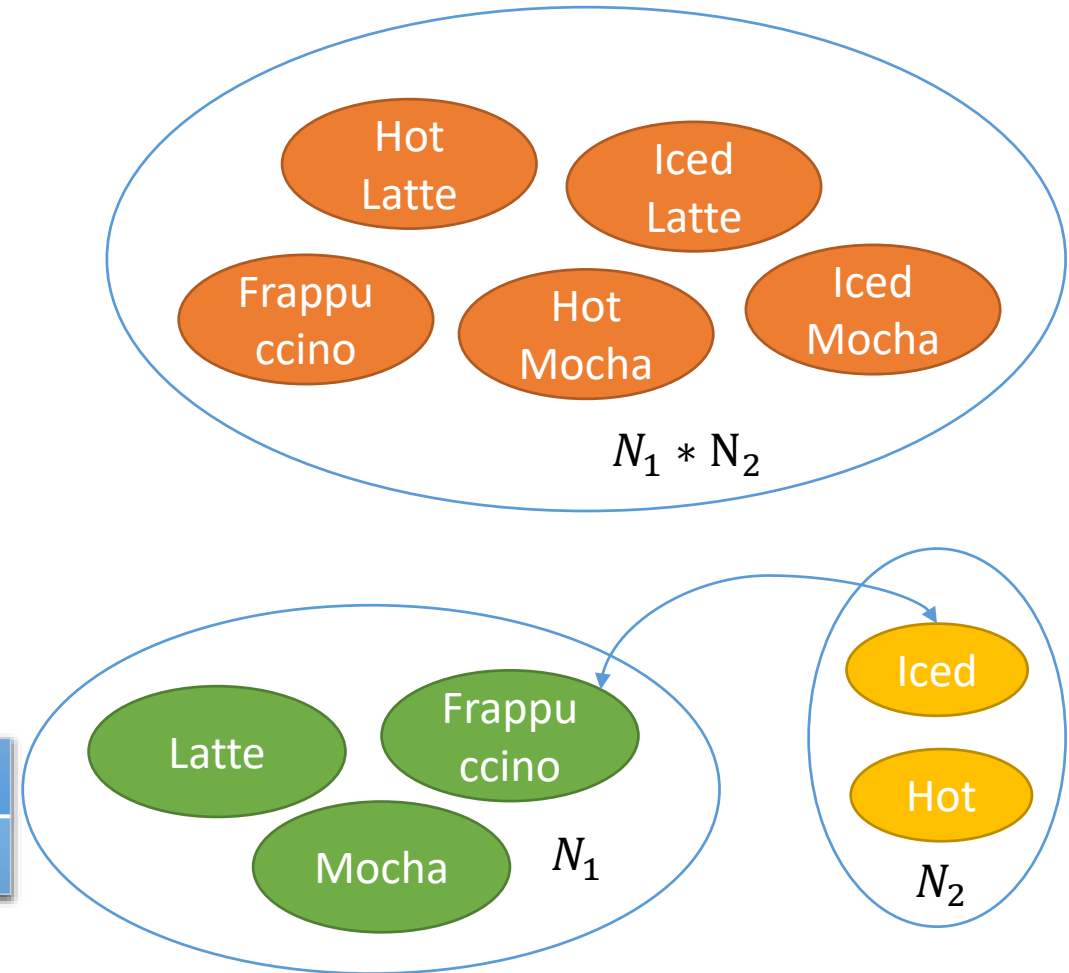 Hot
Latte
Iced
Latte
Frappu
ccino
Hot
Mocha
Iced
Mocha
𝑁₁ ∗ N₂
Latte
Frappu
ccino
Mocha
𝑁₁
Iced
Hot
𝑁₂